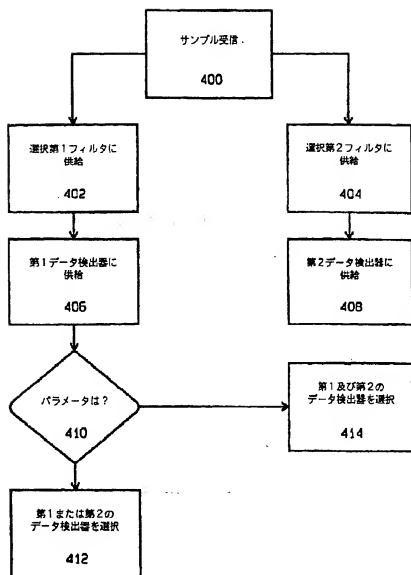 サンプル受信.
400
選択第1フィルタに
供給
402
選択第2フィルタに
供給
404
第1データ検出器に
供給
406
第2データ検出器に
供給
408
パラメータは？
410
第1及び第2の
データ検出器を選択
414
第1または第2の
データ検出器を選択
412